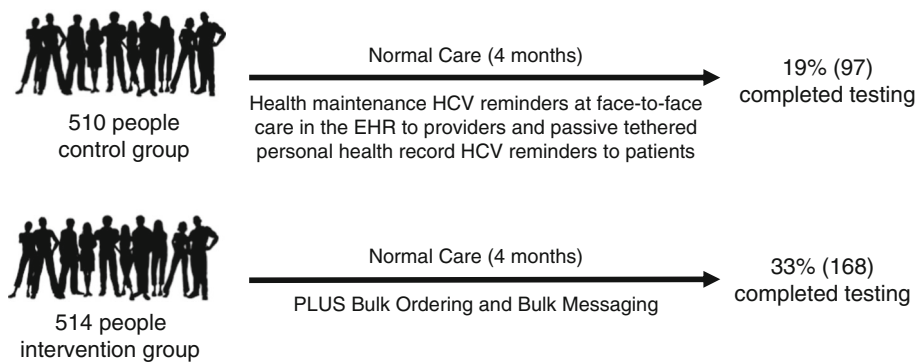 510 people
control group
Normal Care (4 months)
Health maintenance HCV reminders at face-to-face
care in the EHR to providers and passive tethered
personal health record HCV reminders to patients
19% (97)
completed testing
514 people
intervention group
Normal Care (4 months)
PLUS Bulk Ordering and Bulk Messaging
33% (168)
completed testing